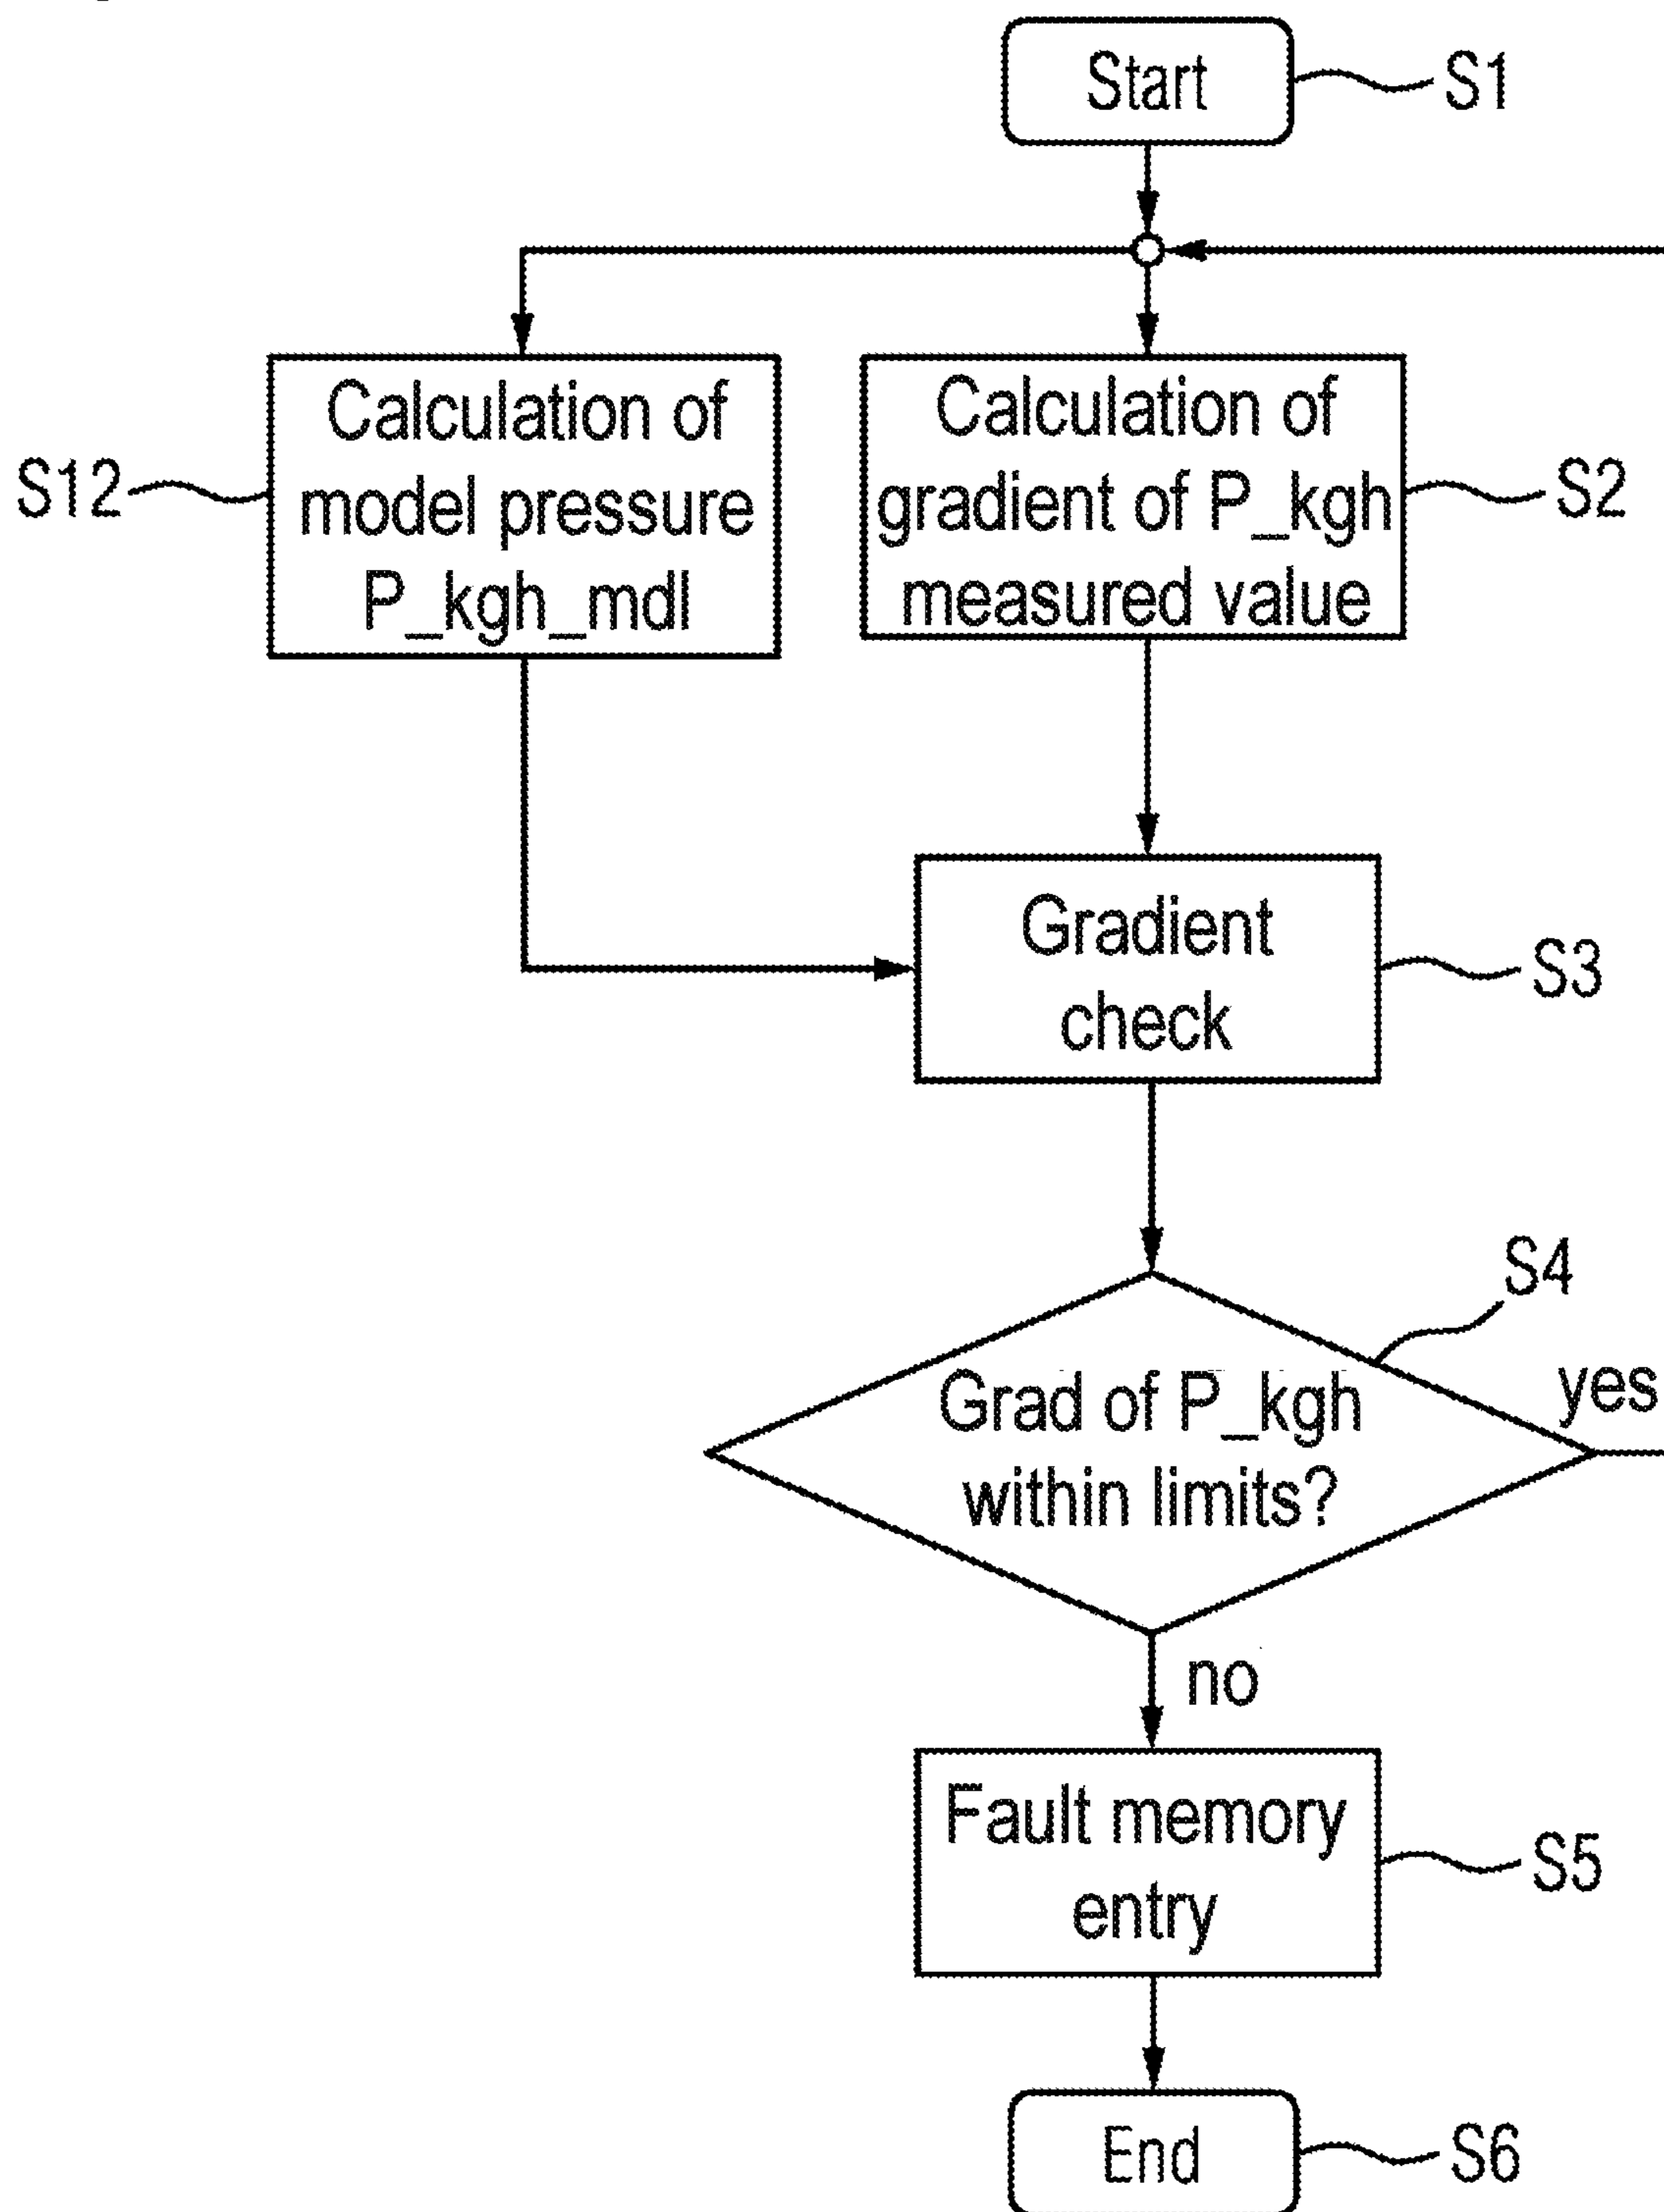 Start
S1
Calculation of
model pressure
P_kgh_mdl
S12
Calculation of
gradient of P_kgh
measured value
S2
Gradient
check
S3
S4
Grad of P_kgh
within limits?
yes
no
Fault memory
entry
S5
End
S6